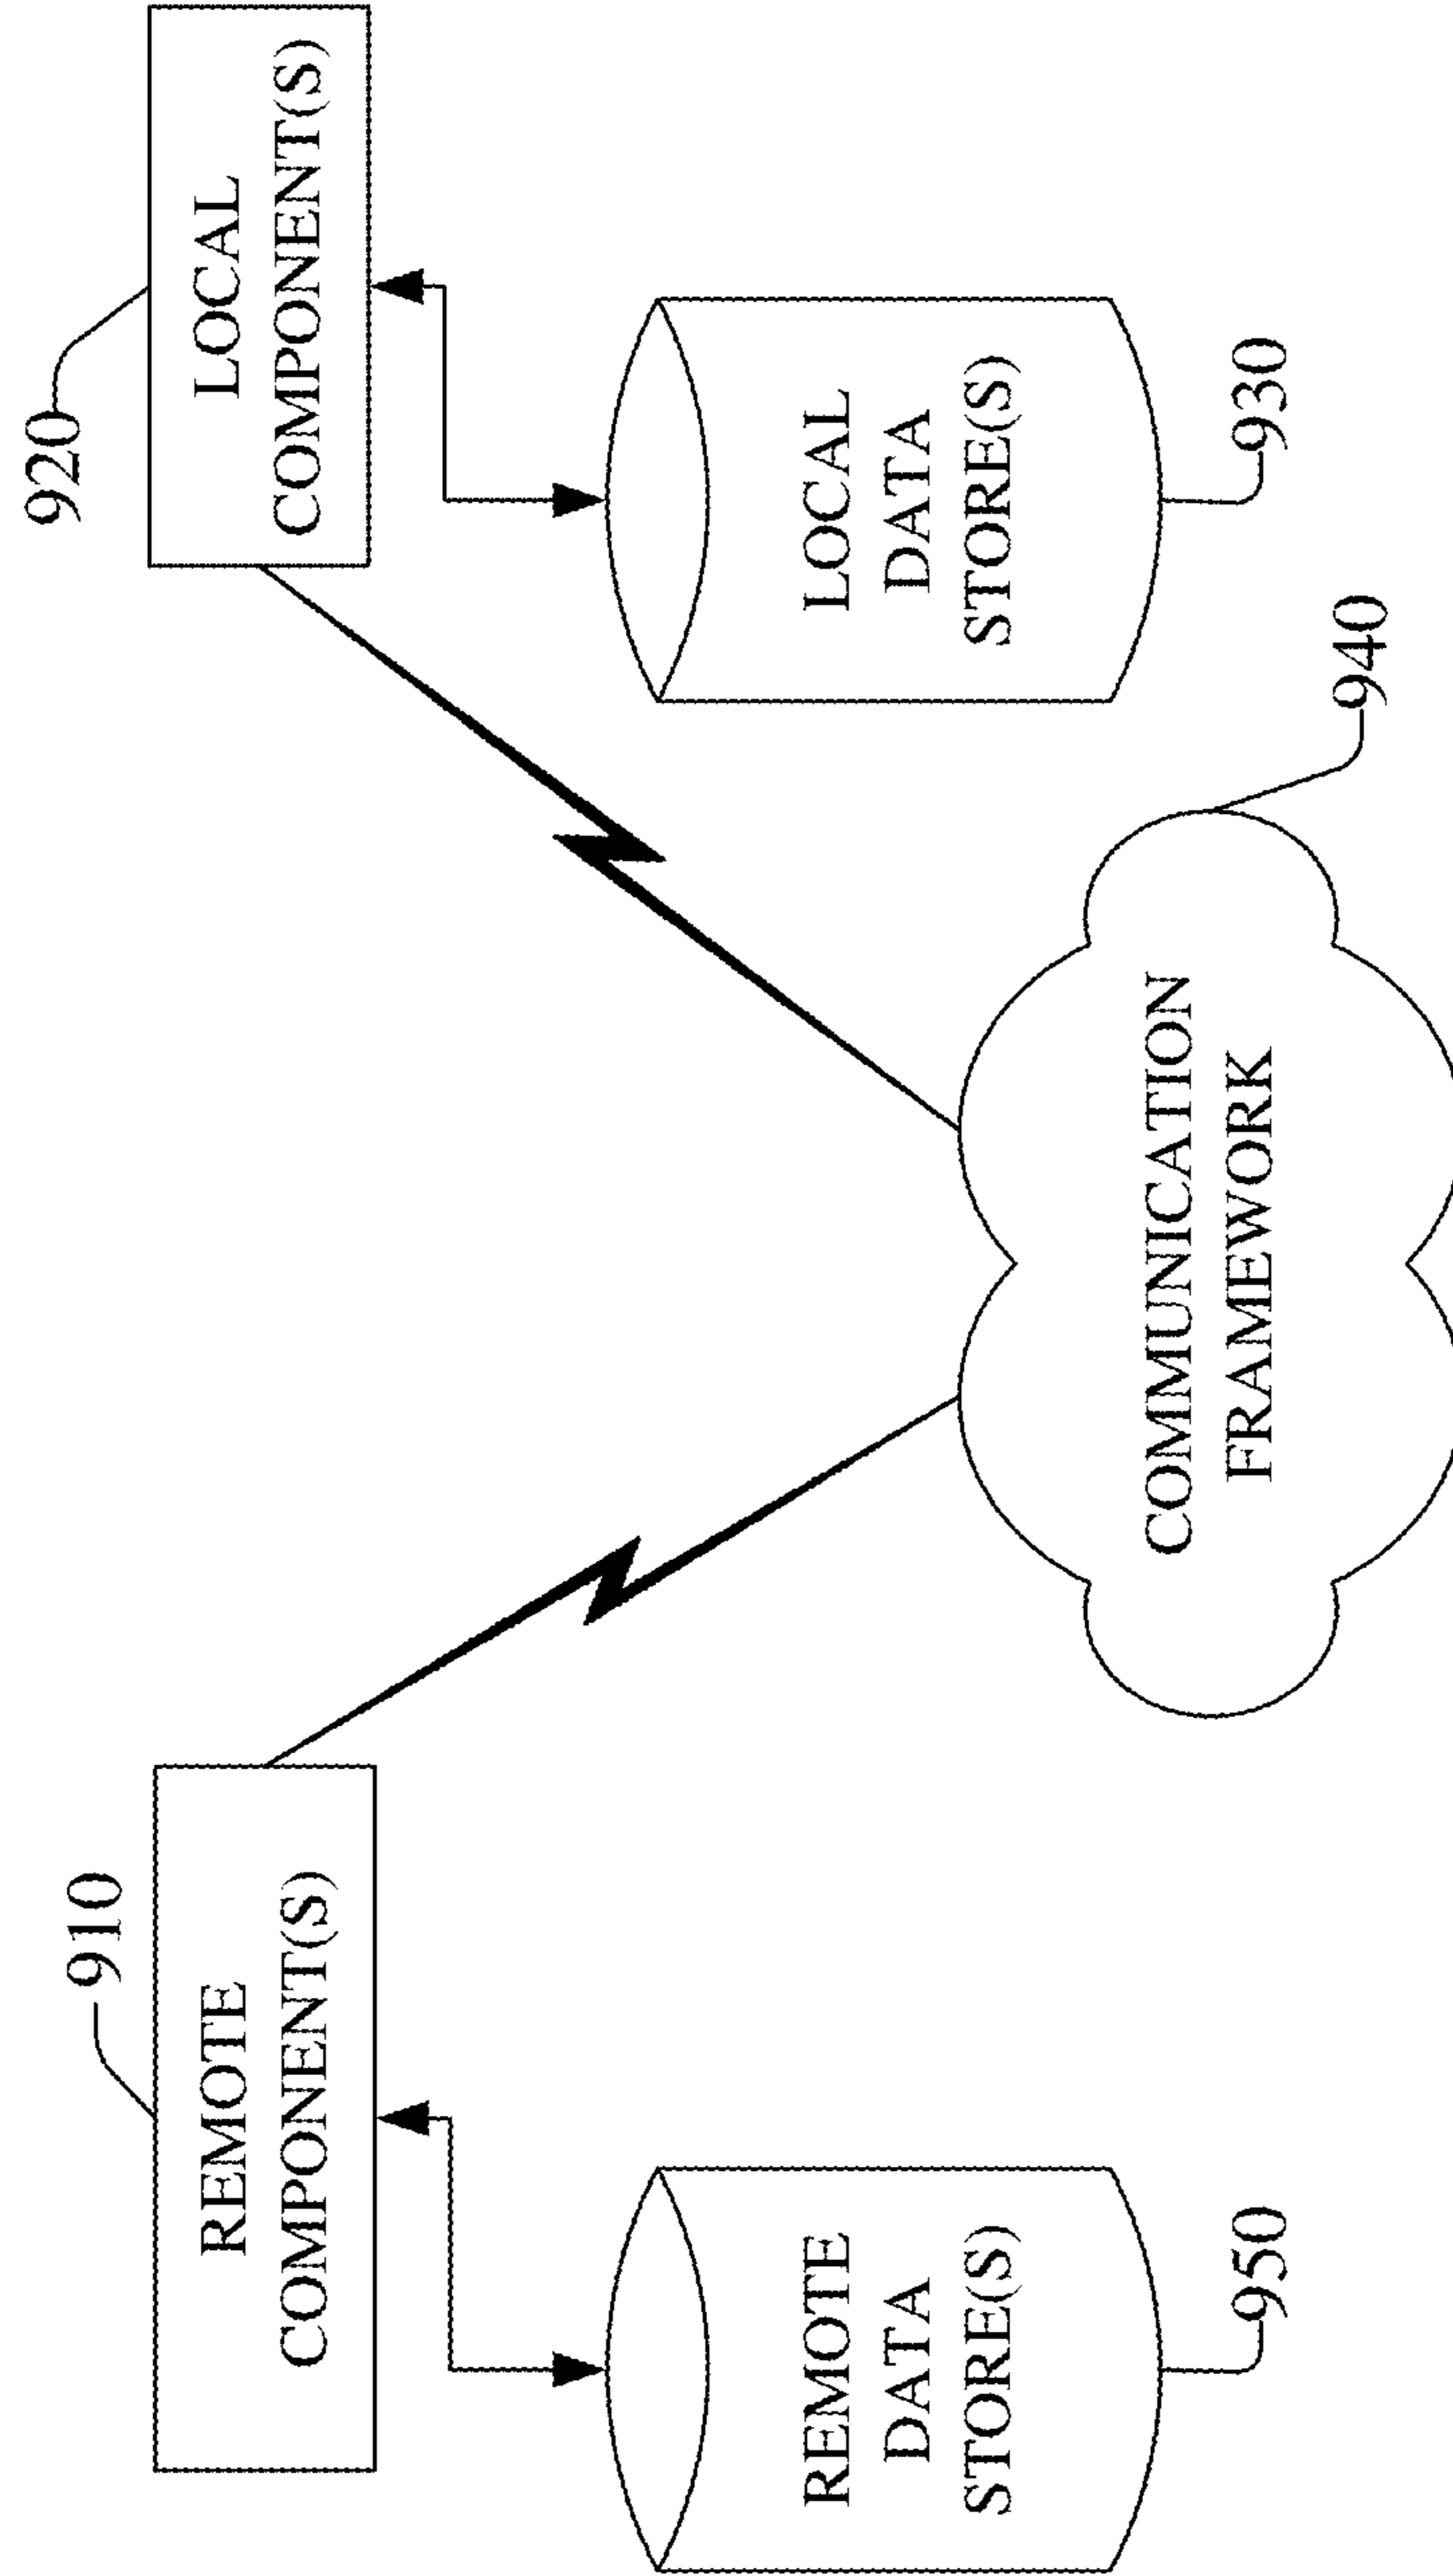 910
REMOTE
COMPONENT(S)
920
LOCAL
COMPONENT(S)
REMOTE
DATA
STORE(S)
950
LOCAL
DATA
STORE(S)
930
COMMUNICATION
FRAMEWORK
940